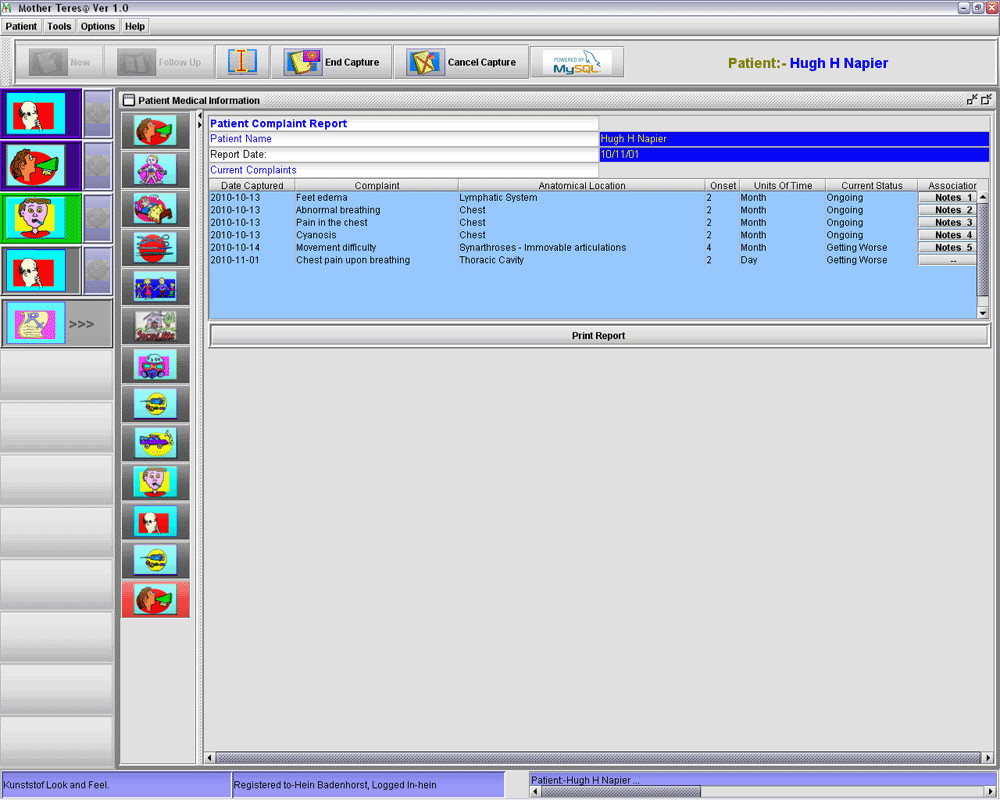 Mother Teres@ Ver 1.0
Patient Tools Options Help
New Follow Up End Capture Cancel Capture POWERED BY MySQL Patient:- Hugh H Napier
Patient Medical Information
Patient Complaint Report
Patient Name Hugh H Napier
Report Date: 10/11/01
Current Complaints
Date Captured Complaint Anatomical Location Onset Units Of Time Current Status Association
2010-10-13 Feet edema Lymphatic System 2 Month Ongoing Notes 1
2010-10-13 Abnormal breathing Chest 2 Month Ongoing Notes 2
2010-10-13 Pain in the chest Chest 2 Month Ongoing Notes 3
2010-10-13 Cyanosis Chest 2 Month Ongoing Notes 4
2010-10-14 Movement difficulty Synarthroses - Immovable articulations 4 Month Getting Worse Notes 5
2010-11-01 Chest pain upon breathing Thoracic Cavity 2 Day Getting Worse --
>>>
Print Report
Kunststof Look and Feel. Registered to-Hein Badenhorst, Logged In-hein Patient:-Hugh H Napier ...